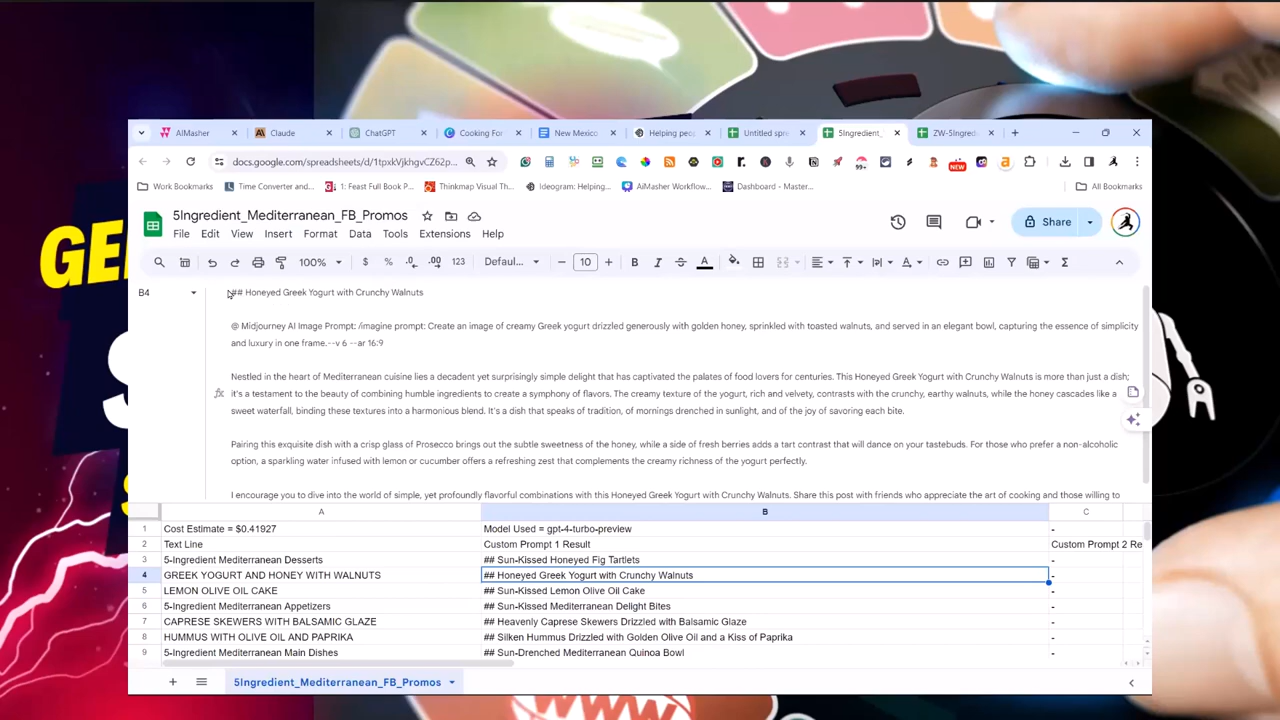 GE
S
S
AIMasher
Claude
ChatGPT
Cooking For
New Mexico
Helping peop
Untitled spre
5Ingredient_
ZW-5Ingred
docs.google.com/spreadsheets/d/1tpxkVjkhgvCZ62p...
99+
NEW
Work Bookmarks
Time Converter and...
1: Feast Full Book P...
Thinkmap Visual Th...
Ideogram: Helping...
AiMasher Workflow...
Dashboard - Master...
All Bookmarks
5Ingredient_Mediterranean_FB_Promos
File Edit View Insert Format Data Tools Extensions Help
Share
100%
$ % .0 .00 123
Defaul...
10
B I A
B4
## Honeyed Greek Yogurt with Crunchy Walnuts
@ Midjourney AI Image Prompt: /imagine prompt: Create an image of creamy Greek yogurt drizzled generously with golden honey, sprinkled with toasted walnuts, and served in an elegant bowl, capturing the essence of simplicity
and luxury in one frame.--v 6 --ar 16:9
fx
Nestled in the heart of Mediterranean cuisine lies a decadent yet surprisingly simple delight that has captivated the palates of food lovers for centuries. This Honeyed Greek Yogurt with Crunchy Walnuts is more than just a dish;
it's a testament to the beauty of combining humble ingredients to create a symphony of flavors. The creamy texture of the yogurt, rich and velvety, contrasts with the crunchy, earthy walnuts, while the honey cascades like a
sweet waterfall, binding these textures into a harmonious blend. It's a dish that speaks of tradition, of mornings drenched in sunlight, and of the joy of savoring each bite.
Pairing this exquisite dish with a crisp glass of Prosecco brings out the subtle sweetness of the honey, while a side of fresh berries adds a tart contrast that will dance on your tastebuds. For those who prefer a non-alcoholic
option, a sparkling water infused with lemon or cucumber offers a refreshing zest that complements the creamy richness of the yogurt perfectly.
I encourage you to dive into the world of simple, yet profoundly flavorful combinations with this Honeyed Greek Yogurt with Crunchy Walnuts. Share this post with friends who appreciate the art of cooking and those willing to
A B C
1 Cost Estimate = $0.41927 Model Used = gpt-4-turbo-preview -
2 Text Line Custom Prompt 1 Result Custom Prompt 2 Re
3 5-Ingredient Mediterranean Desserts ## Sun-Kissed Honeyed Fig Tartlets -
4 GREEK YOGURT AND HONEY WITH WALNUTS ## Honeyed Greek Yogurt with Crunchy Walnuts -
5 LEMON OLIVE OIL CAKE ## Sun-Kissed Lemon Olive Oil Cake -
6 5-Ingredient Mediterranean Appetizers ## Sun-Kissed Mediterranean Delight Bites -
7 CAPRESE SKEWERS WITH BALSAMIC GLAZE ## Heavenly Caprese Skewers Drizzled with Balsamic Glaze -
8 HUMMUS WITH OLIVE OIL AND PAPRIKA ## Silken Hummus Drizzled with Golden Olive Oil and a Kiss of Paprika -
9 5-Ingredient Mediterranean Main Dishes ## Sun-Drenched Mediterranean Quinoa Bowl -
5Ingredient_Mediterranean_FB_Promos
WWW